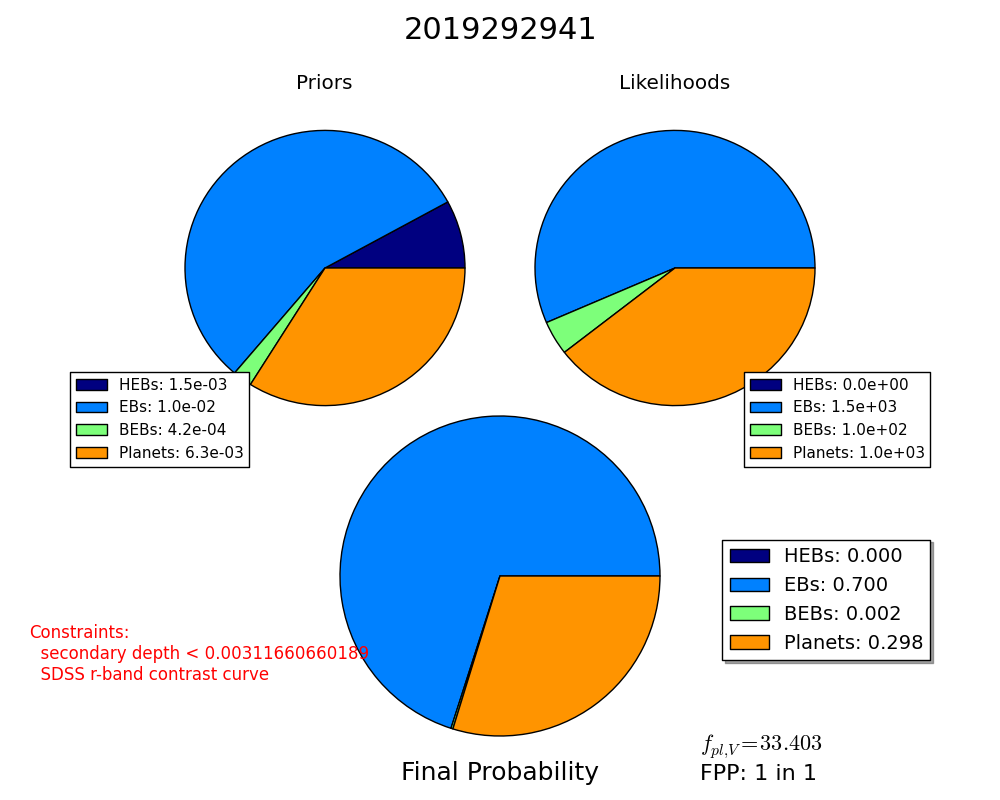 2019292941
Priors
Likelihoods
HEBs: 1.5e-03
EBs: 1.0e-02
BEBs: 4.2e-04
Planets: 6.3e-03
HEBs: 0.0e+00
EBs: 1.5e+03
BEBs: 1.0e+02
Planets: 1.0e+03
HEBs: 0.000
EBs: 0.700
BEBs: 0.002
Planets: 0.298
Constraints:
secondary depth < 0.00311660660189
SDSS r-band contrast curve
f_{pl,V}=33.403
Final Probability
FPP: 1 in 1